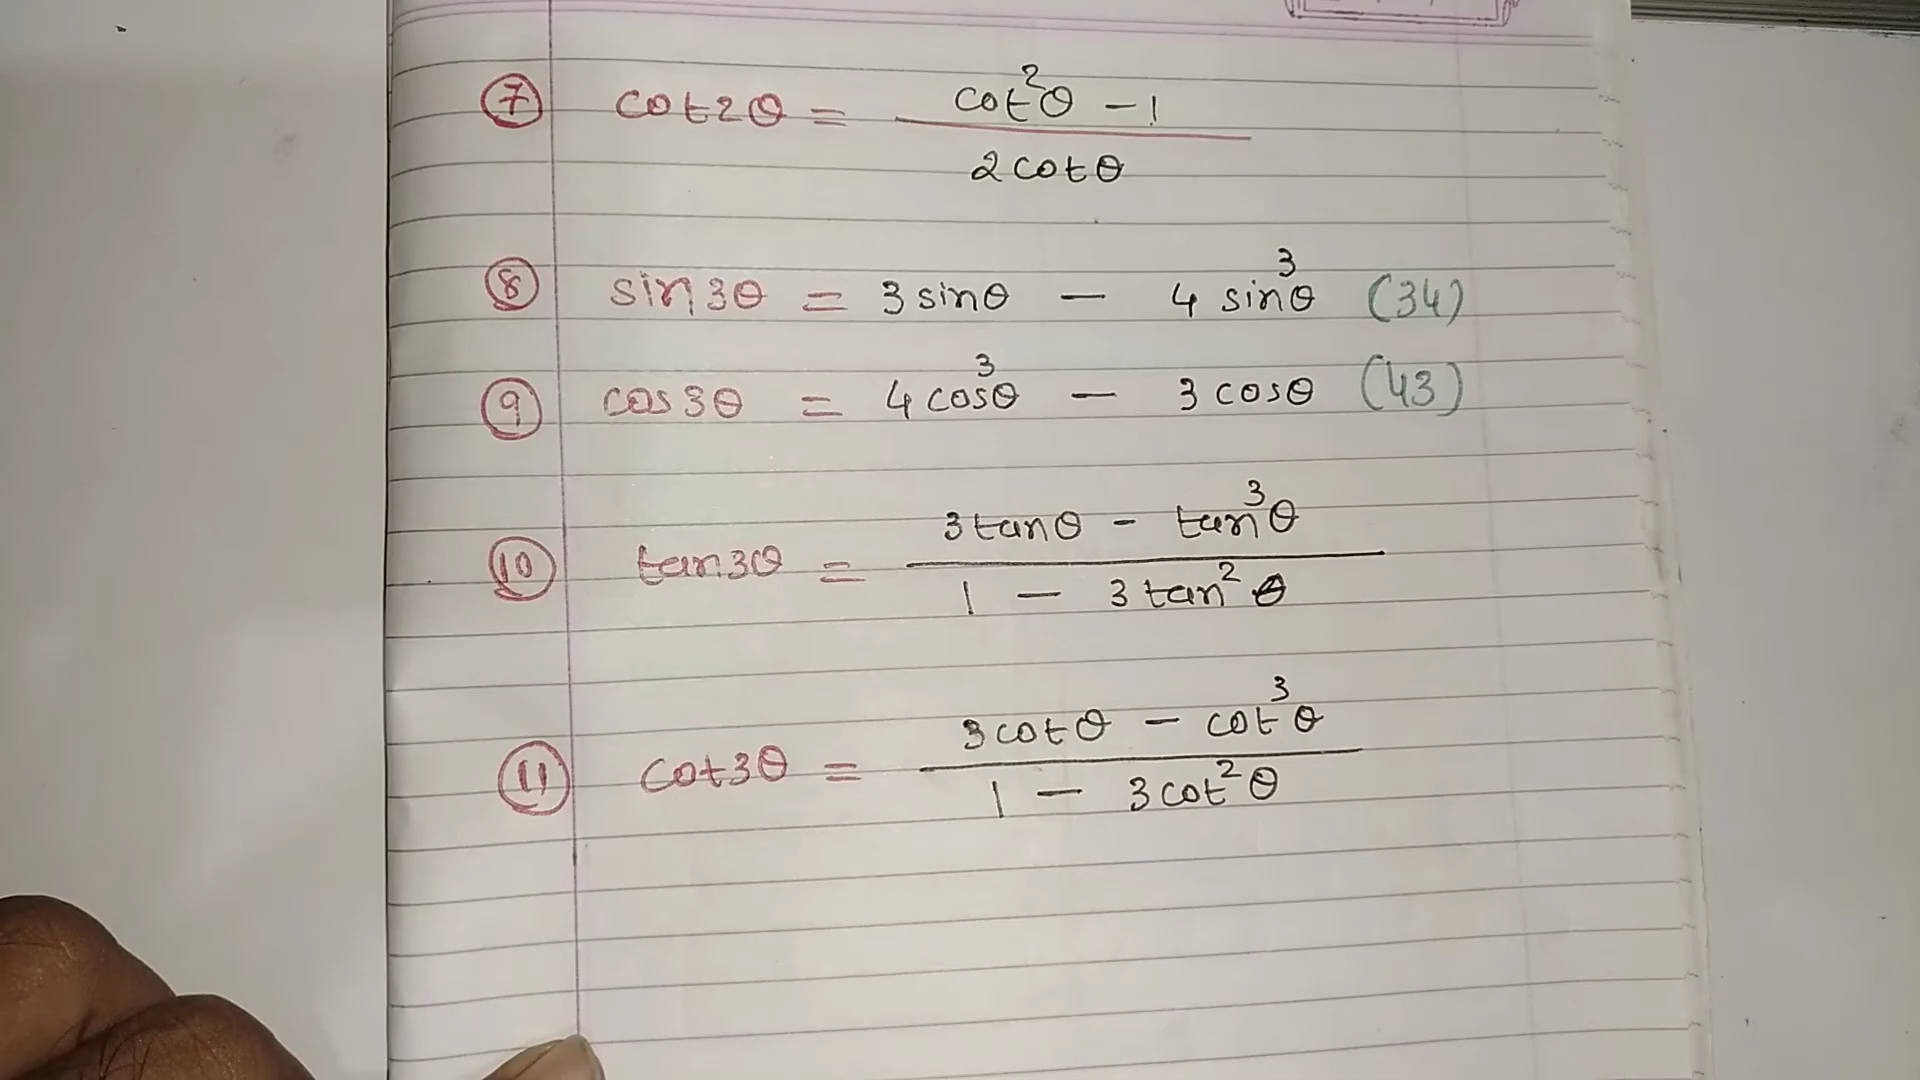 7 cot2θ = cot²θ - 1 / 2cotθ
8 sin3θ = 3sinθ - 4sin³θ (34)
9 cos3θ = 4cos³θ - 3cosθ (43)
10 tan3θ = 3tanθ - tan³θ / 1 - 3tan²θ
11 cot3θ = 3cotθ - cot³θ / 1 - 3cot²θ